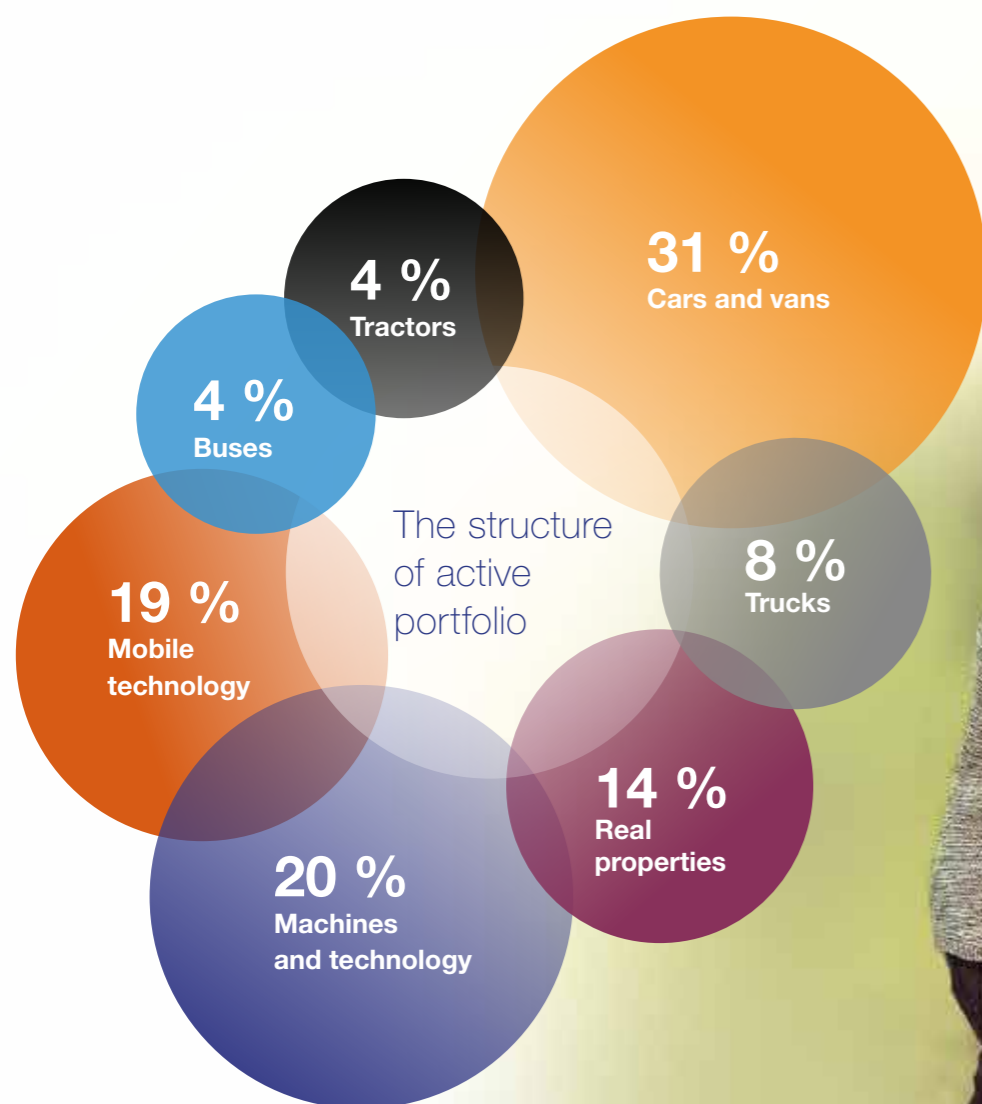 31 %
Cars and vans
4 %
Tractors
4 %
Buses
The structure
of active
portfolio
8 %
Trucks
19 %
Mobile
technology
14 %
Real
properties
20 %
Machines
and technology